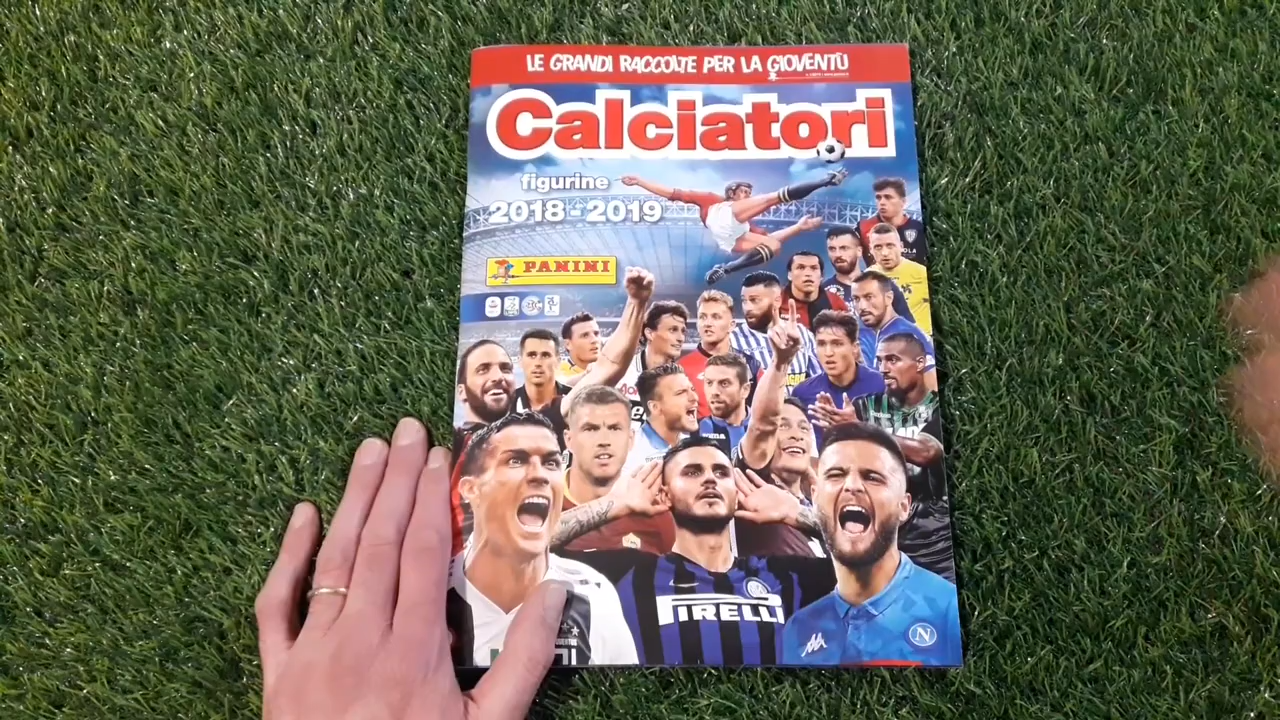 LE GRANDI RACCOLTE PER LA GIOVENTÙ
Calciatori
figurine
2018-2019
PANINI
PIRELLI
N